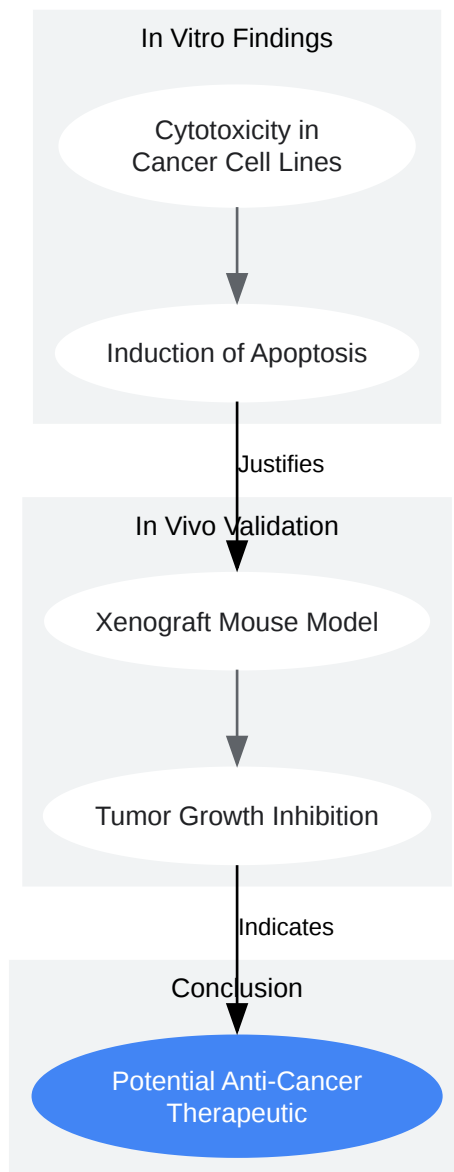 In Vitro Findings
Cytotoxicity in
Cancer Cell Lines
Induction of Apoptosis
Justifies
In Vivo Validation
Xenograft Mouse Model
Tumor Growth Inhibition
Indicates
Conclusion
Potential Anti-Cancer
Therapeutic